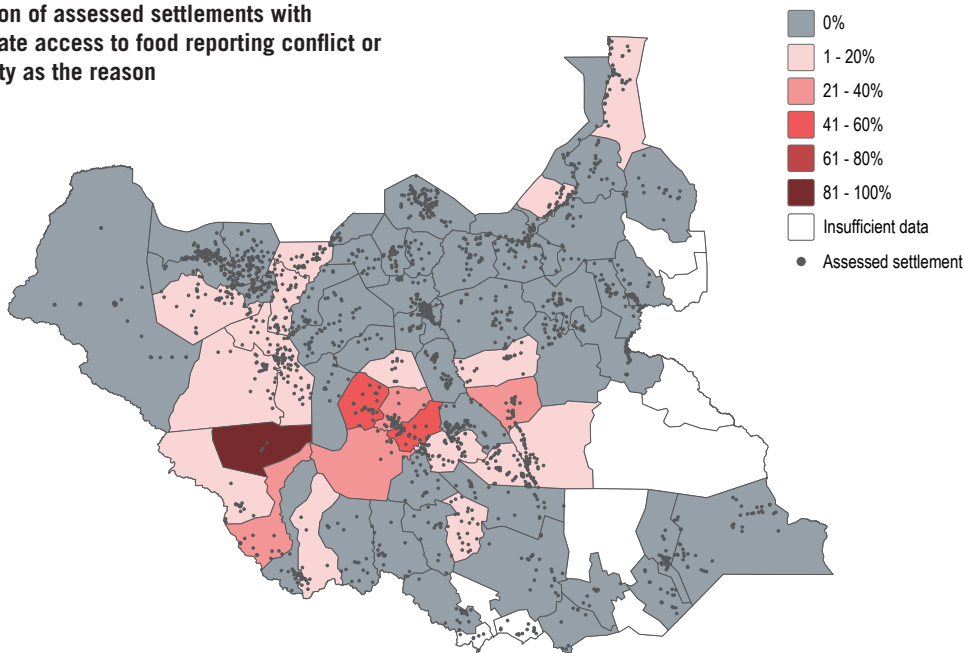 on of assessed settlements with
ate access to food reporting conflict or
ty as the reason
0%
1 - 20%
21 - 40%
41 - 60%
61 - 80%
81 - 100%
Insufficient data
Assessed settlement